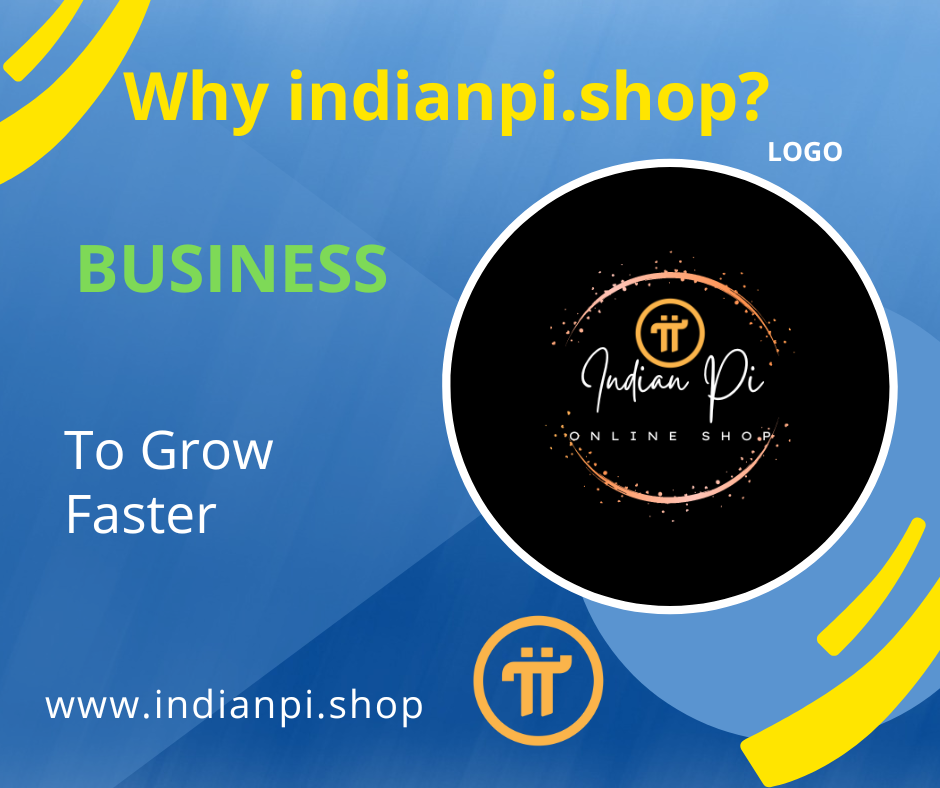 Why indianpi.shop?
LOGO
BUSINESS
Indian Pi
ONLINE SHOP
To Grow
Faster
www.indianpi.shop